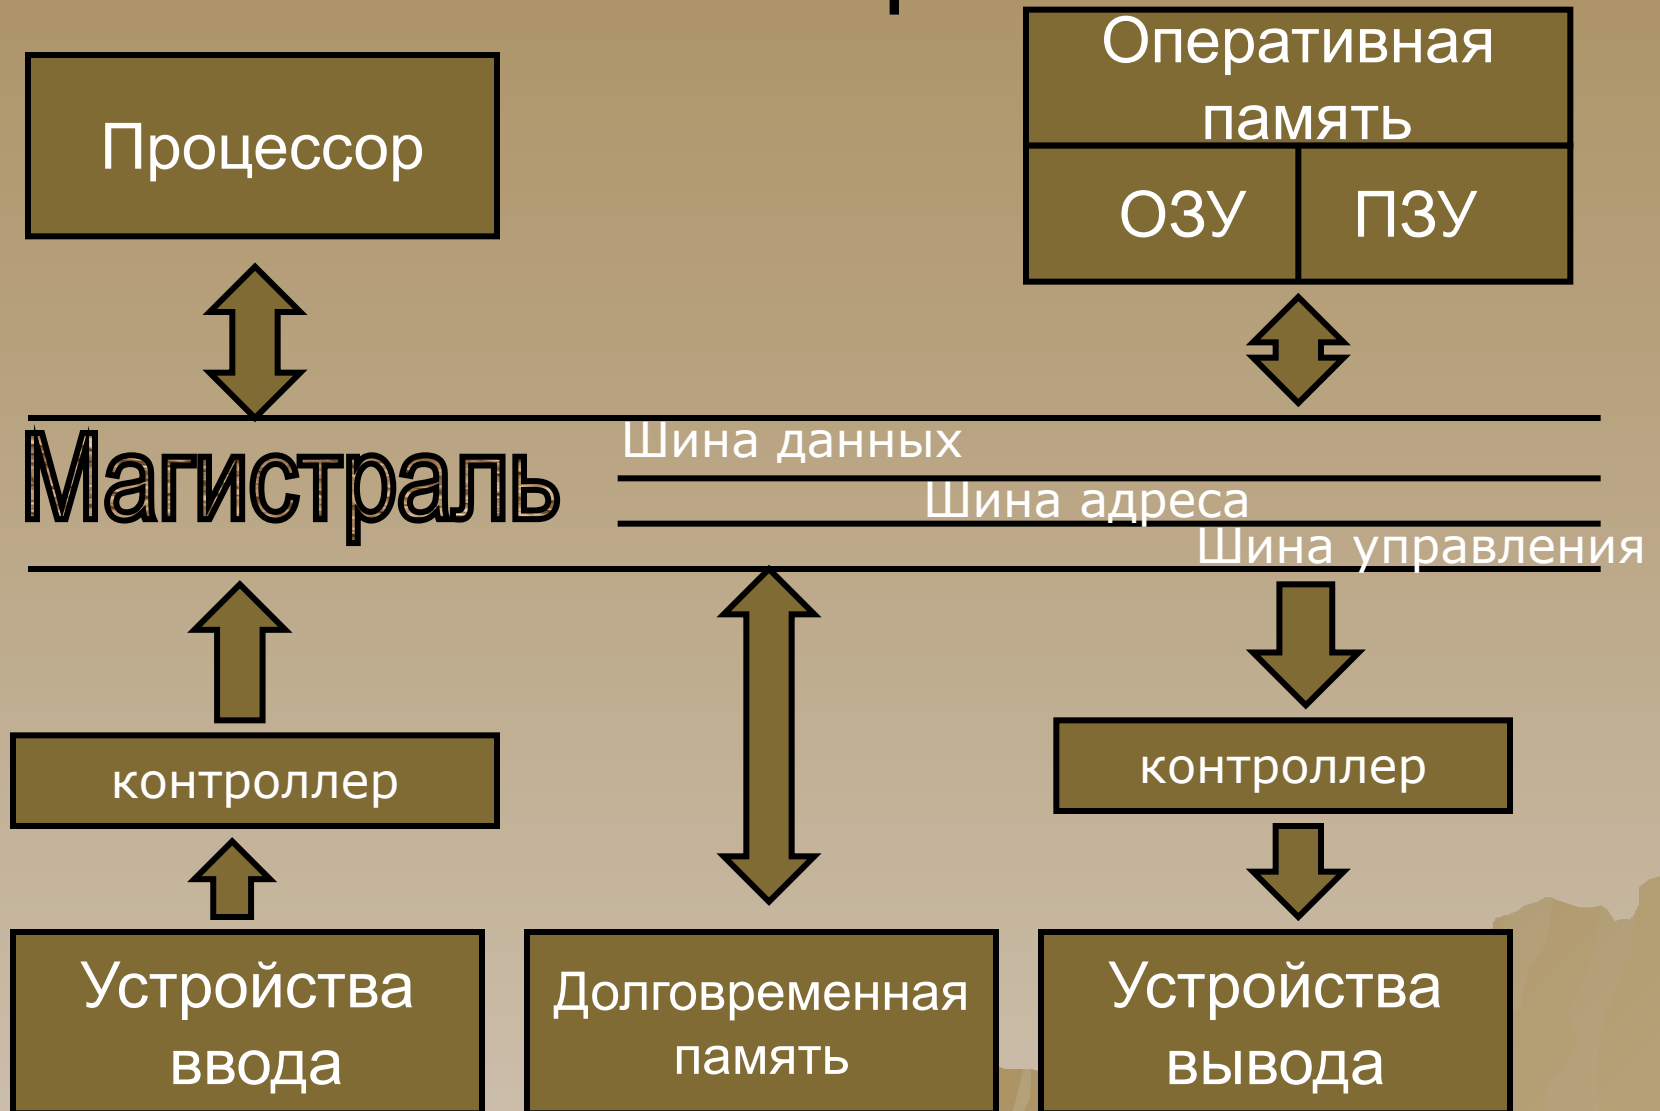 Процессор
Оперативная
память
ОЗУ
ПЗУ
Магистраль
Шина данных
Шина адреса
Шина управления
контроллер
контроллер
Устройства
ввода
Долговременная
память
Устройства
вывода